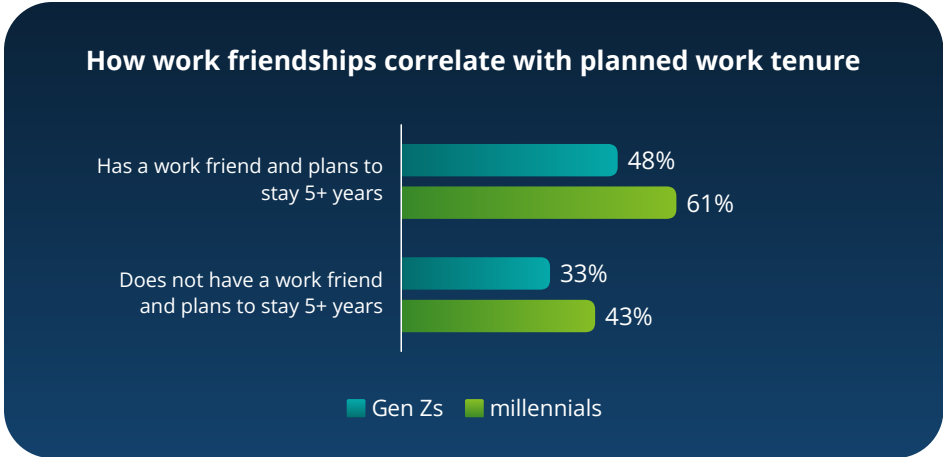 How work friendships correlate with planned work tenure
Has a work friend and plans to
stay 5+ years
48%
61%
Does not have a work friend
and plans to stay 5+ years
33%
43%
Gen Zs
millennials